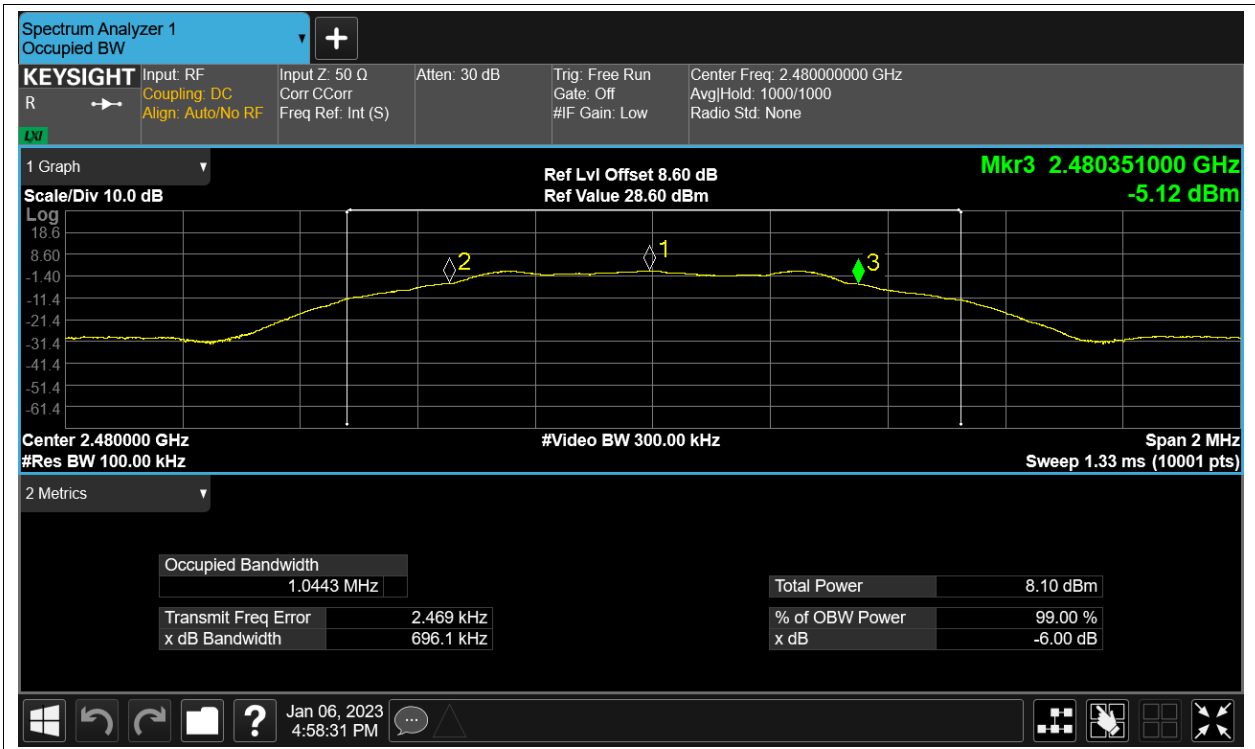 Spectrum Analyzer 1
Occupied BW
▼
+
KEYSIGHT
R
LXI
Input: RF
Coupling: DC
Align: Auto/No RF
Input Z: 50 Ω
Corr CCorr
Freq Ref: Int (S)
Atten: 30 dB
Trig: Free Run
Gate: Off
#IF Gain: Low
Center Freq: 2.480000000 GHz
Avg|Hold: 1000/1000
Radio Std: None
1 Graph
Scale/Div 10.0 dB
Ref Lvl Offset 8.60 dB
Ref Value 28.60 dBm
Mkr3 2.480351000 GHz
-5.12 dBm
Log
18.6
8.60
-1.40
-11.4
-21.4
-31.4
-41.4
-51.4
-61.4
2
1
3
Center 2.480000 GHz
#Video BW 300.00 kHz
Span 2 MHz
#Res BW 100.00 kHz
Sweep 1.33 ms (10001 pts)
2 Metrics
Occupied Bandwidth
1.0443 MHz
Total Power 8.10 dBm
Transmit Freq Error 2.469 kHz
% of OBW Power 99.00 %
x dB Bandwidth 696.1 kHz
x dB -6.00 dB
?
Jan 06, 2023
4:58:31 PM